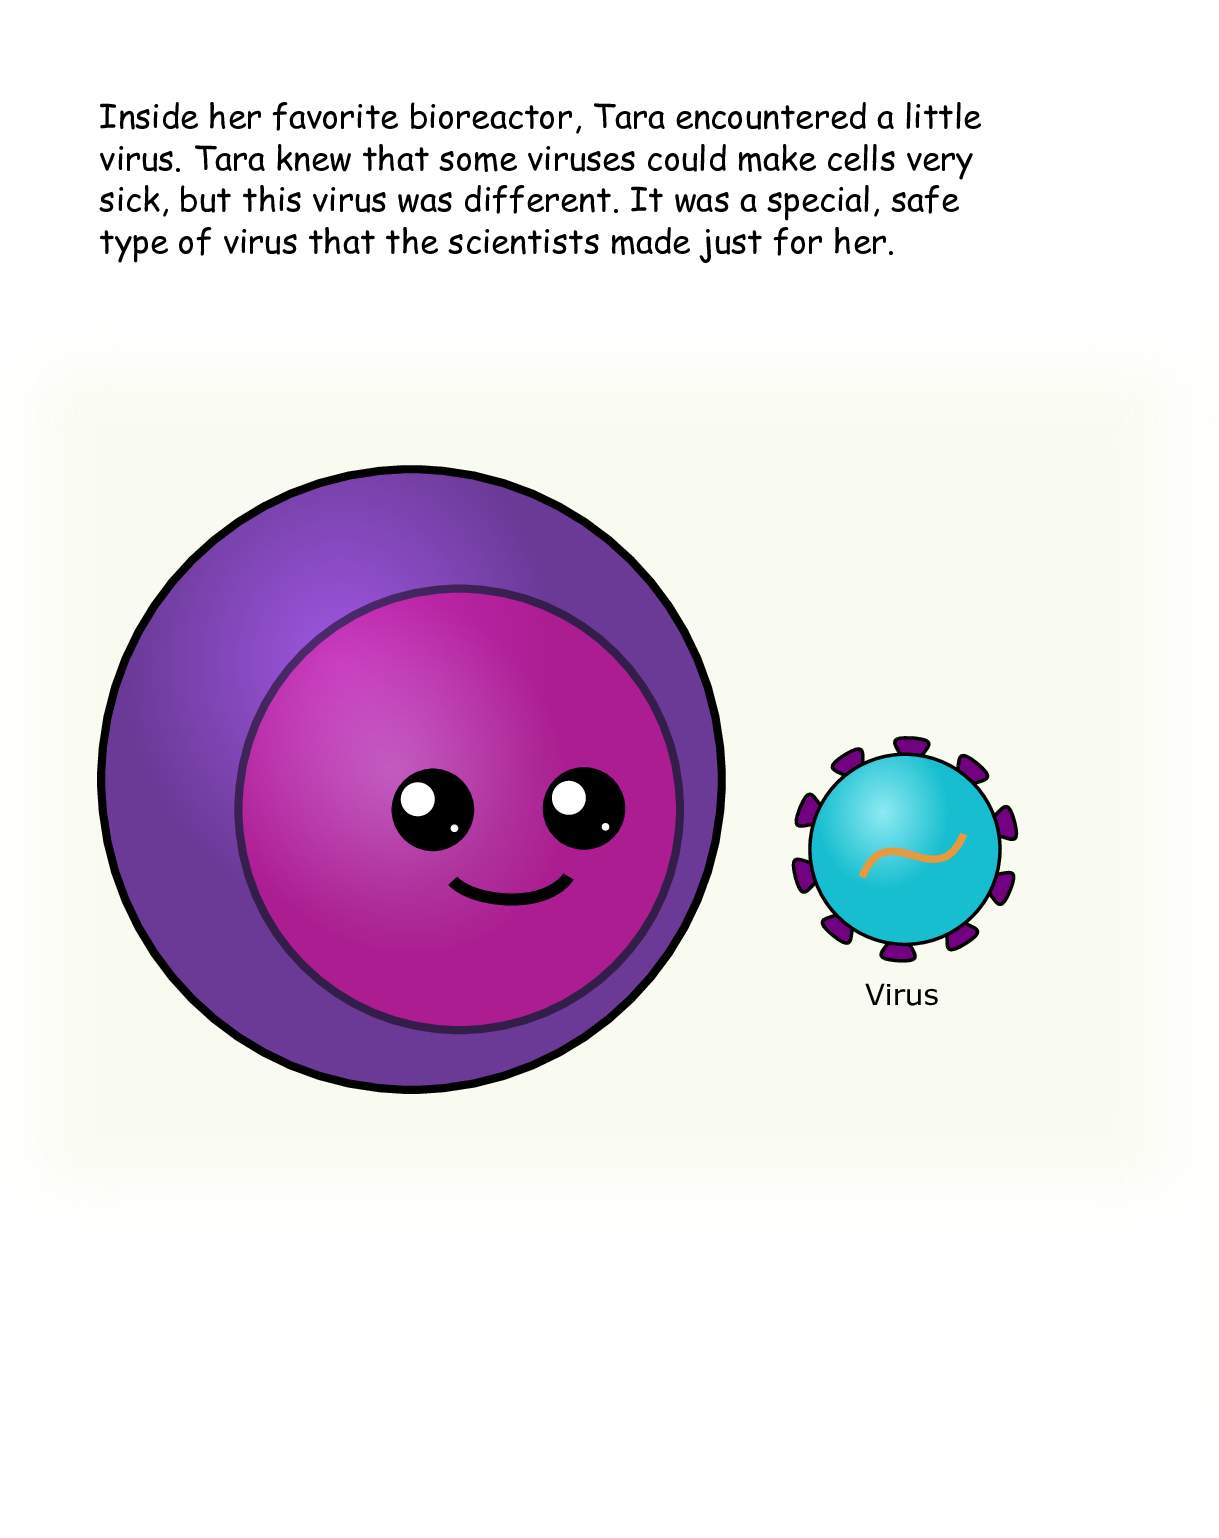 Inside her favorite bioreactor, Tara encountered a little
virus. Tara knew that some viruses could make cells very
sick, but this virus was different. It was a special, safe
type of virus that the scientists made just for her.
Virus